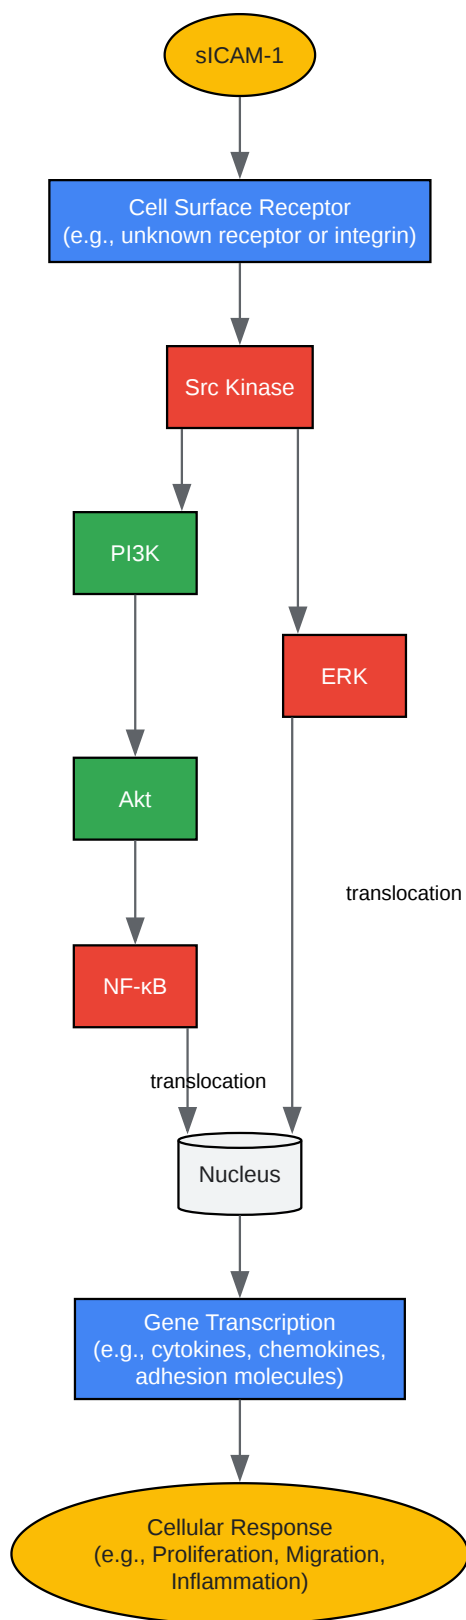 sICAM-1
Cell Surface Receptor
(e.g., unknown receptor or integrin)
Src Kinase
PI3K
ERK
Akt
translocation
NF-κB
translocation
Nucleus
Gene Transcription
(e.g., cytokines, chemokines,
adhesion molecules)
Cellular Response
(e.g., Proliferation, Migration,
Inflammation)